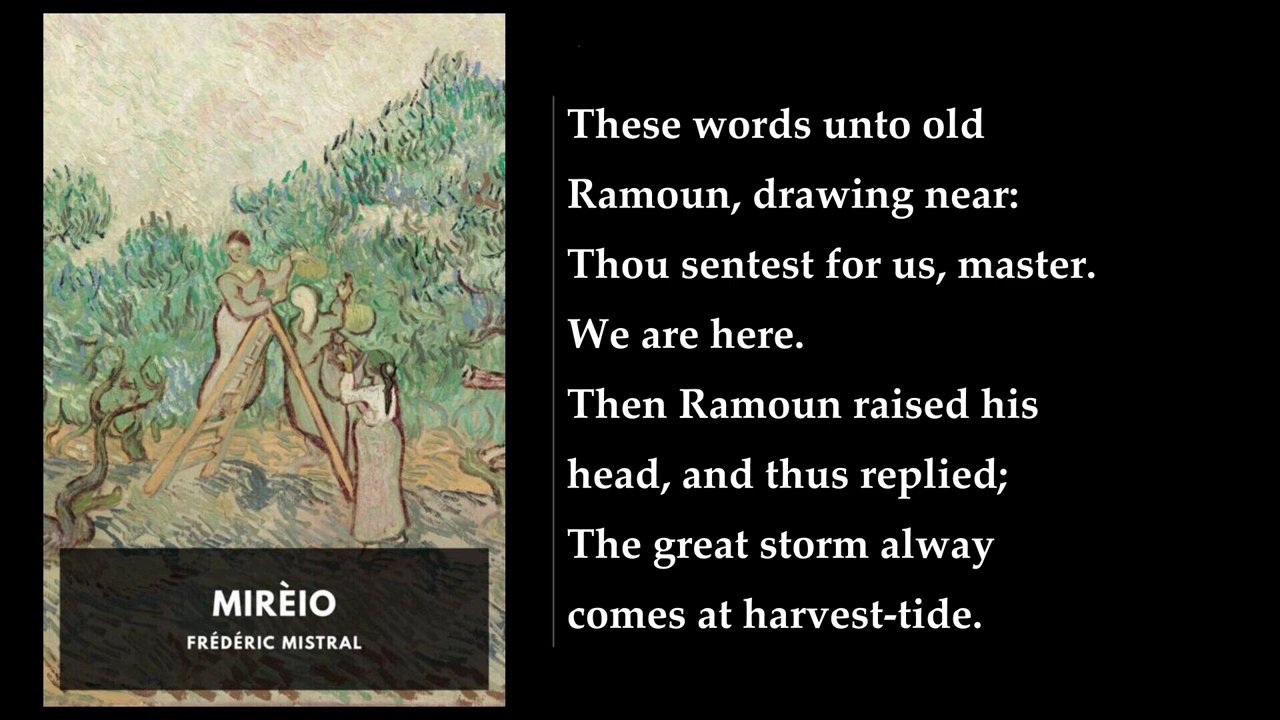 MIRÈIO
FRÉDÉRIC MISTRAL
These words unto old
Ramoun, drawing near:
Thou sentest for us, master.
We are here.
Then Ramoun raised his
head, and thus replied;
The great storm alway
comes at harvest-tide.